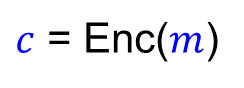 c = Enc(m)